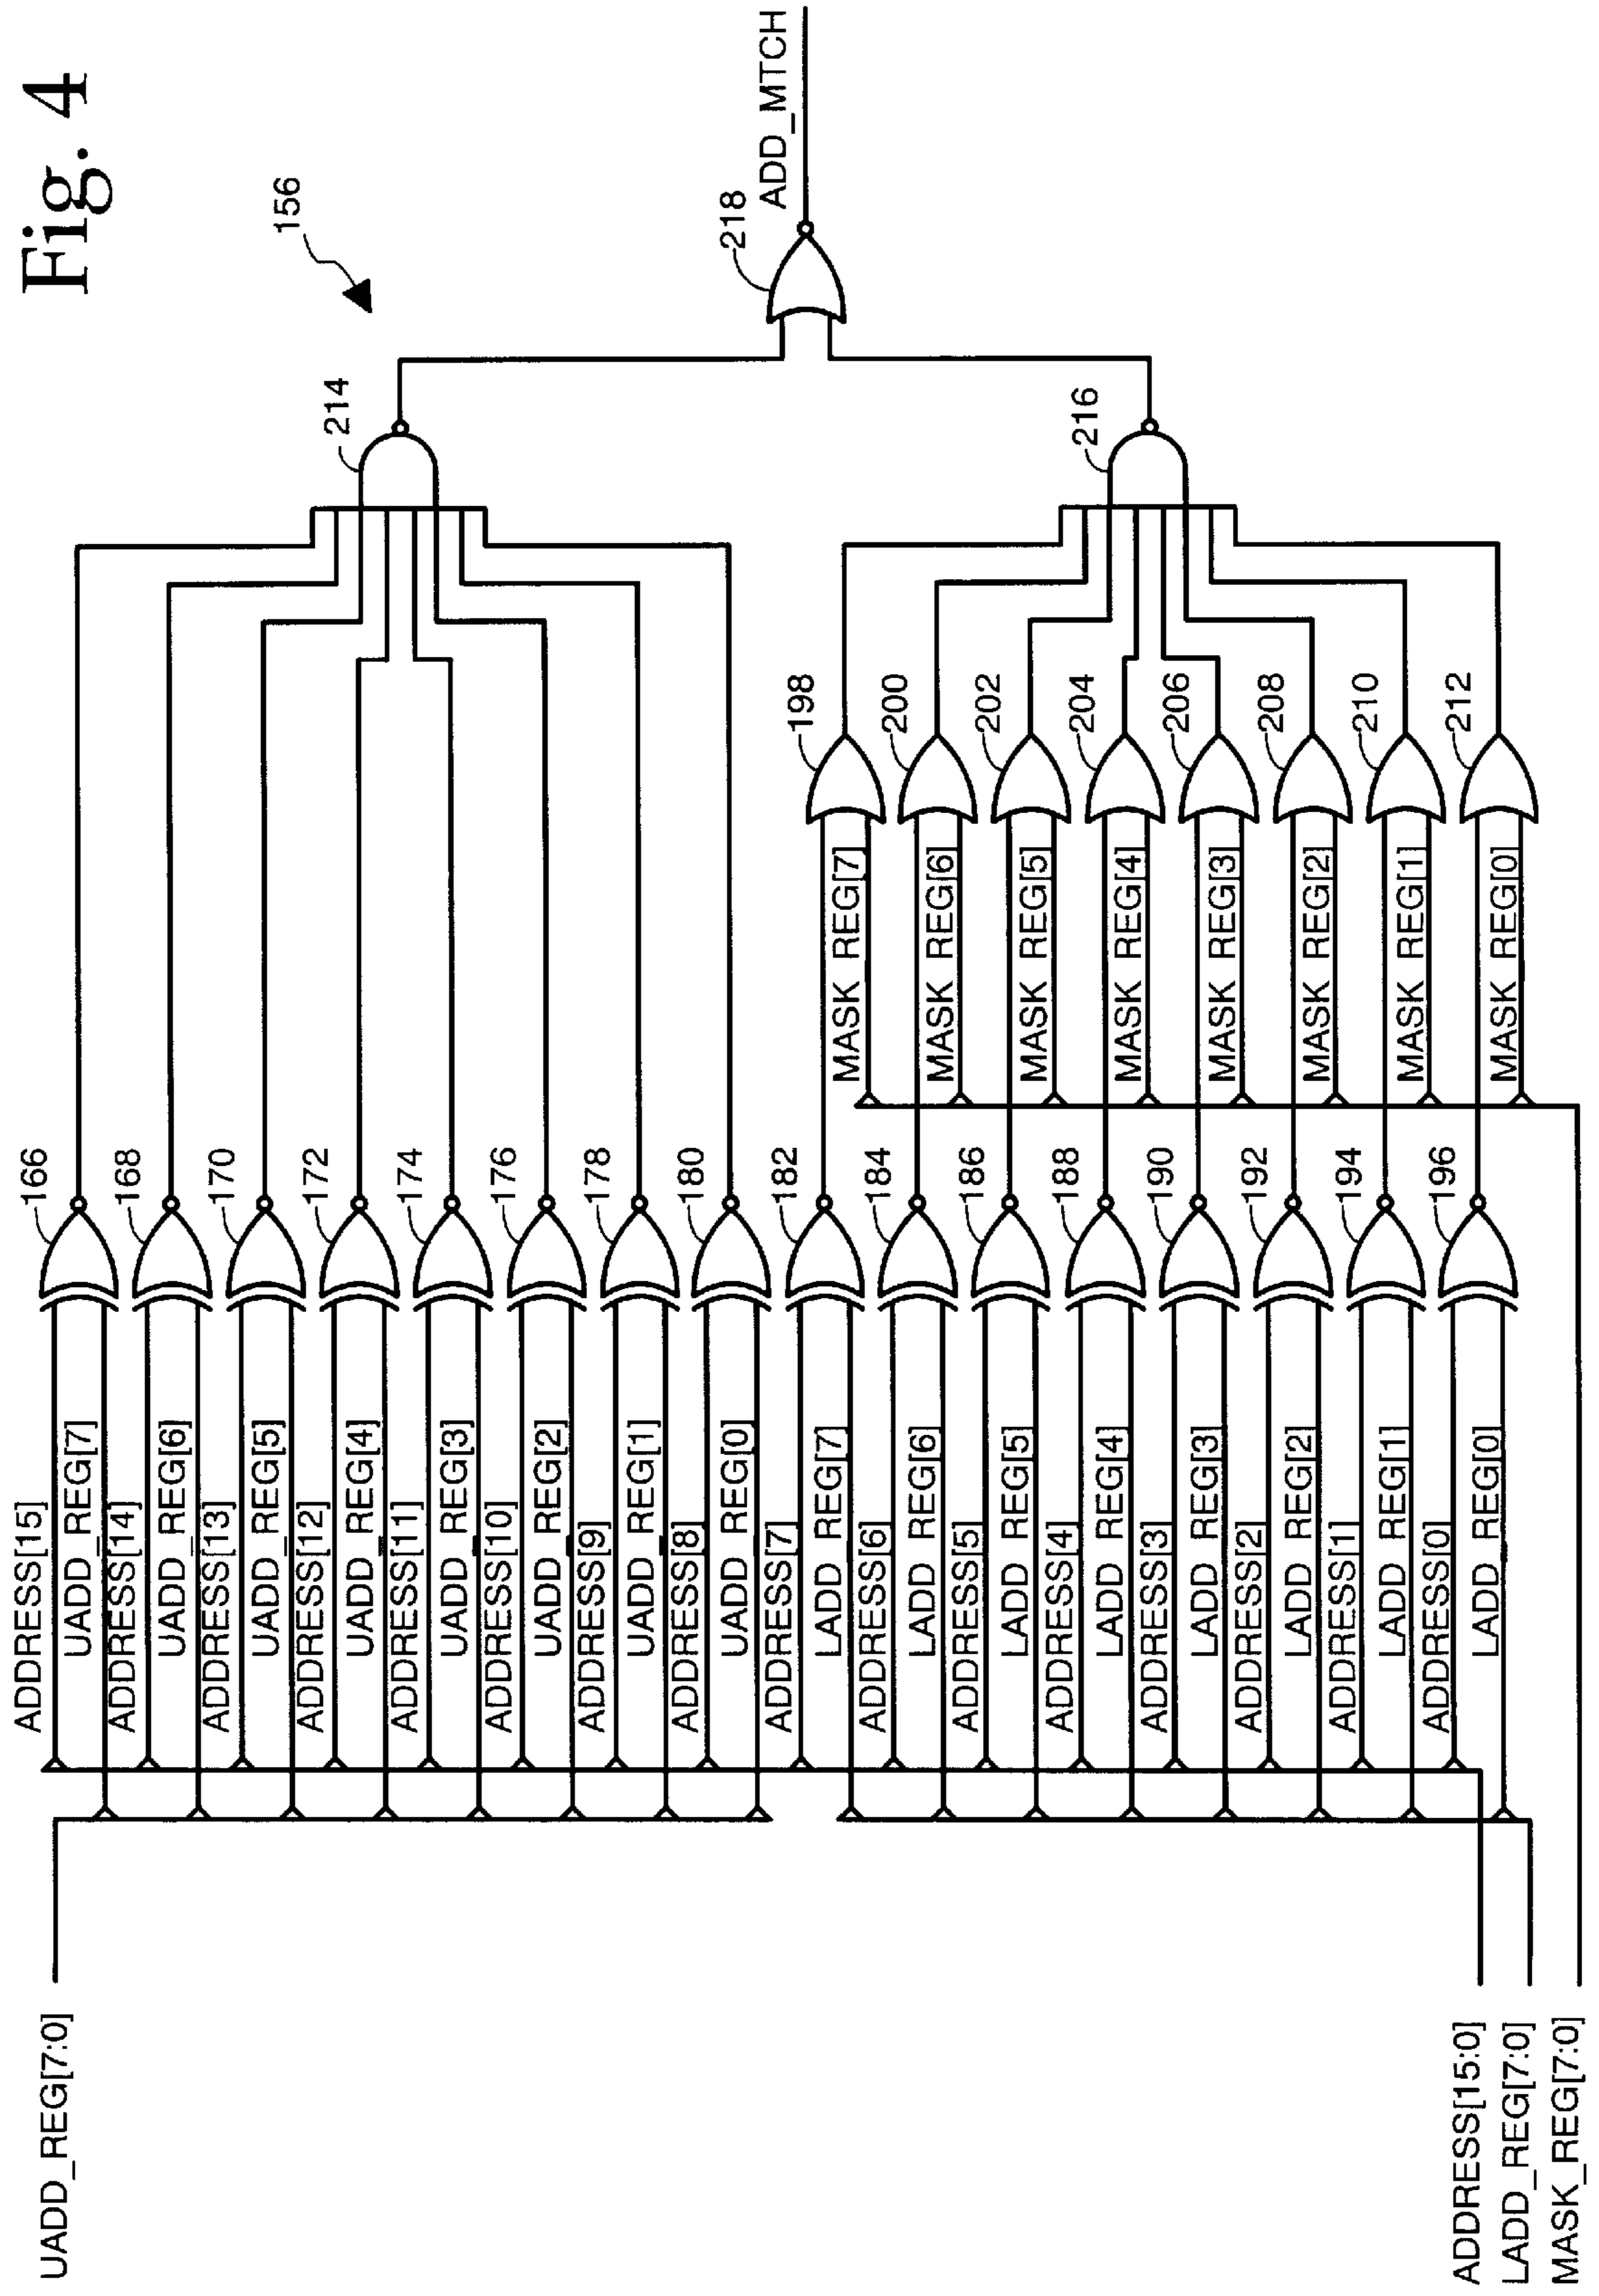 Fig. 4
156
UADD_REG[7:0]
ADDRESS[15]
UADD_REG[7]
ADDRESS[14]
UADD_REG[6]
ADDRESS[13]
UADD_REG[5]
ADDRESS[12]
UADD_REG[4]
ADDRESS[11]
UADD_REG[3]
ADDRESS[10]
UADD_REG[2]
ADDRESS[9]
UADD_REG[1]
ADDRESS[8]
UADD_REG[0]
ADDRESS[7]
LADD_REG[7]
ADDRESS[6]
LADD_REG[6]
ADDRESS[5]
LADD_REG[5]
ADDRESS[4]
LADD_REG[4]
ADDRESS[3]
LADD_REG[3]
ADDRESS[2]
LADD_REG[2]
ADDRESS[1]
LADD_REG[1]
ADDRESS[0]
LADD_REG[0]
ADDRESS[15:0]
LADD_REG[7:0]
MASK_REG[7:0]
166
168
170
172
174
176
178
180
182
184
186
188
190
192
194
196
MASK_REG[7]
MASK_REG[6]
MASK_REG[5]
MASK_REG[4]
MASK_REG[3]
MASK_REG[2]
MASK_REG[1]
MASK_REG[0]
198
200
202
204
206
208
210
212
214
216
218
ADD_MTCH